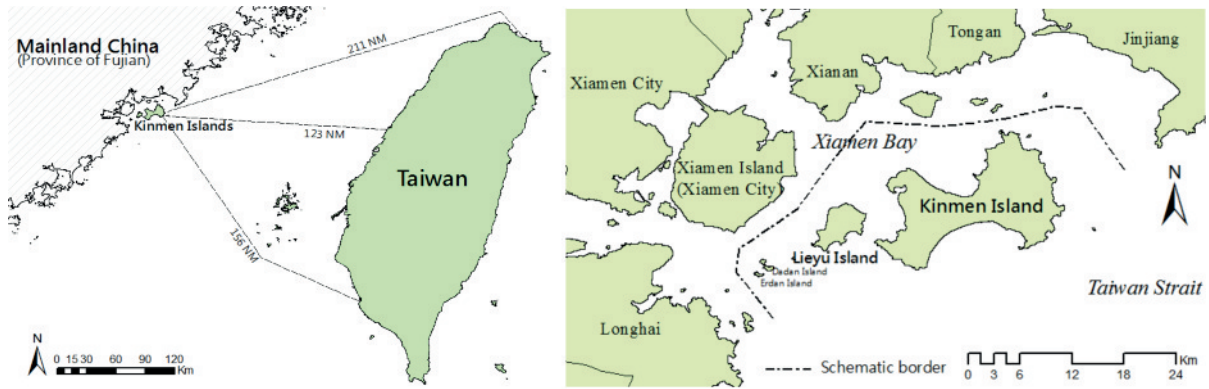 Mainland China
(Province of Fujian)
211 NM
Kinmen Islands
123 NM
Taiwan
156 NM
N
0 15 30 60 90 120
Km
Tongan
Jinjiang
Xianan
Xiamen City
Xiamen Bay
Xiamen Island
(Xiamen City)
N
Kinmen Island
Lieyu Island
Dadan Island
Erdan Island
Taiwan Strait
Longhai
Schematic border
Km
0 3 6 12 18 24